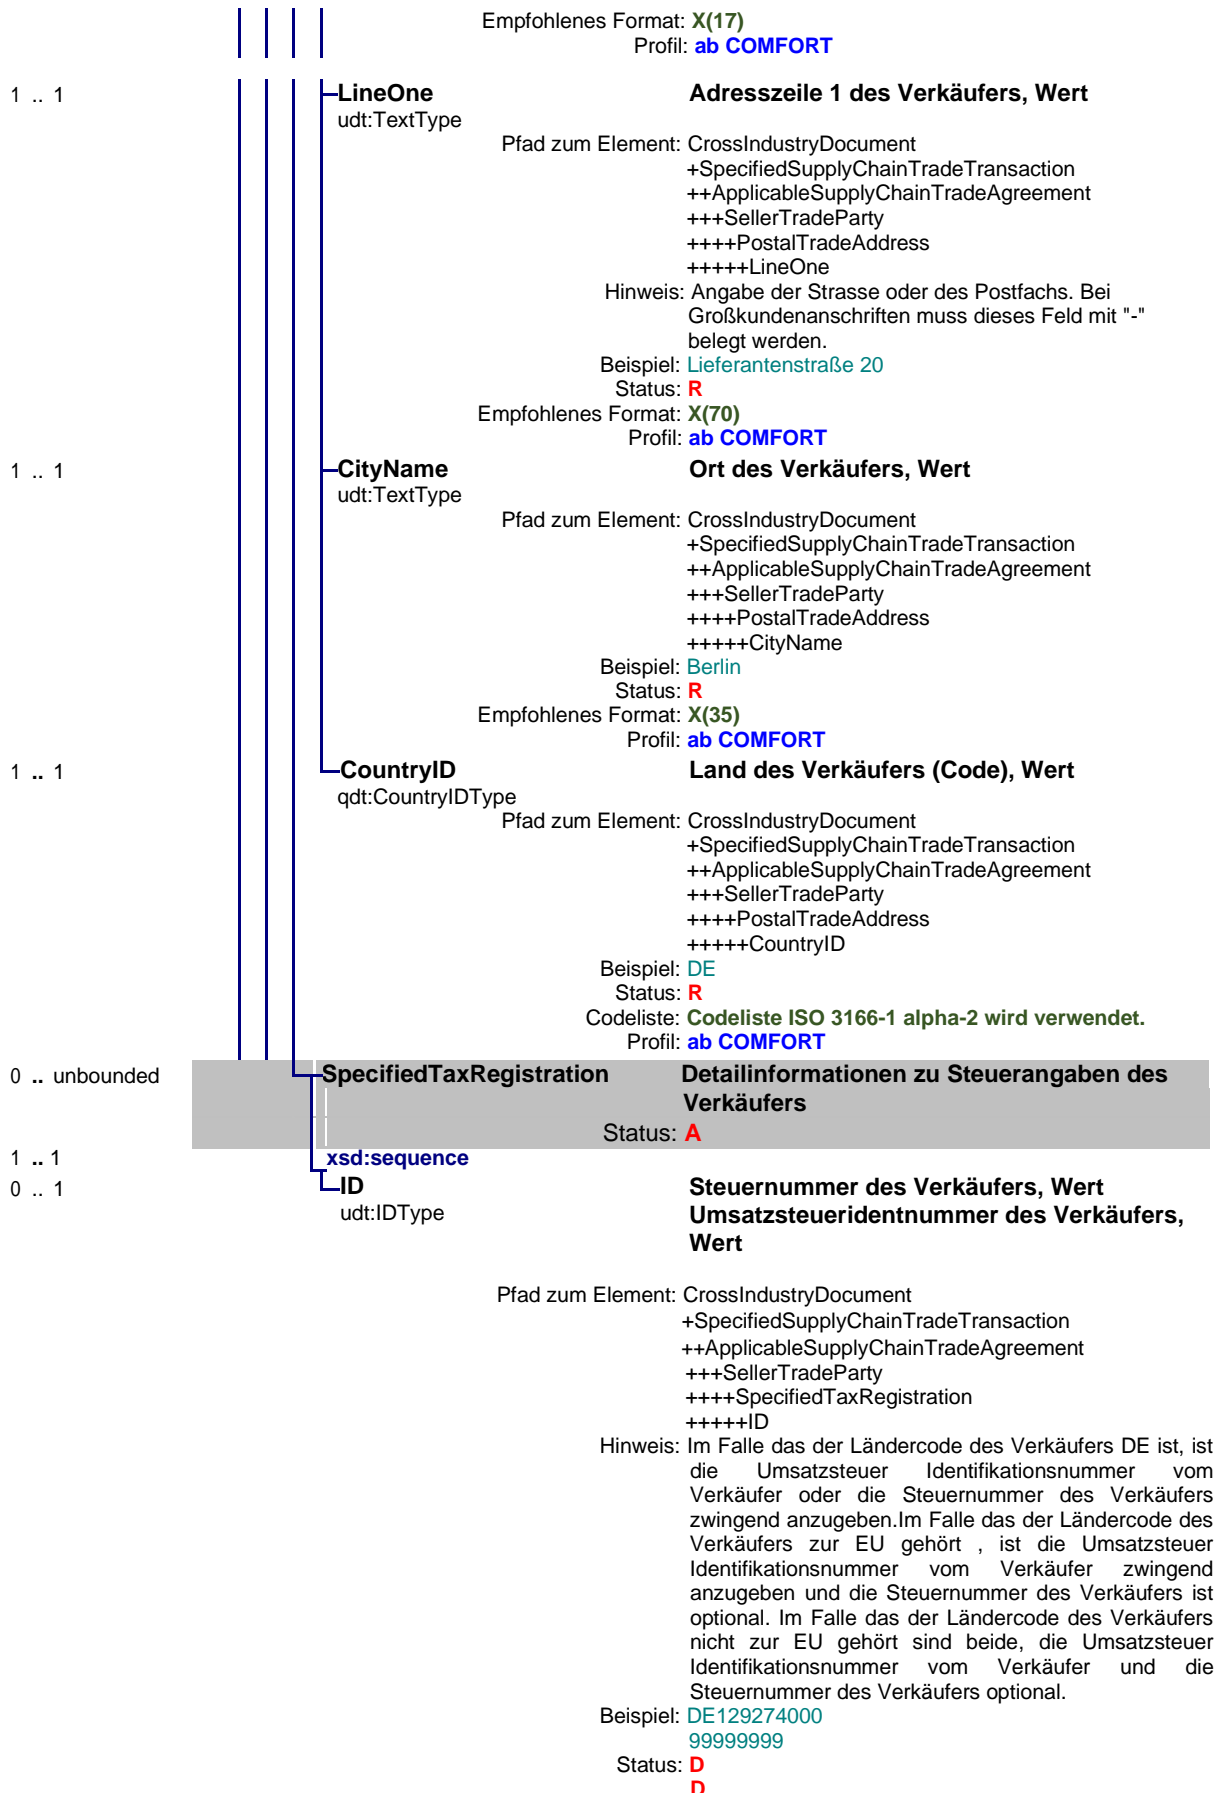 Empfohlenes Format: X(17)
Profil: ab COMFORT
1 .. 1 LineOne Adresszeile 1 des Verkäufers, Wert
udt:TextType
Pfad zum Element: CrossIndustryDocument
+SpecifiedSupplyChainTradeTransaction
++ApplicableSupplyChainTradeAgreement
+++SellerTradeParty
++++PostalTradeAddress
+++++LineOne
Hinweis: Angabe der Strasse oder des Postfachs. Bei
Großkundenanschriften muss dieses Feld mit "-"
belegt werden.
Beispiel: Lieferantenstraße 20
Status: R
Empfohlenes Format: X(70)
Profil: ab COMFORT
1 .. 1 CityName Ort des Verkäufers, Wert
udt:TextType
Pfad zum Element: CrossIndustryDocument
+SpecifiedSupplyChainTradeTransaction
++ApplicableSupplyChainTradeAgreement
+++SellerTradeParty
++++PostalTradeAddress
+++++CityName
Beispiel: Berlin
Status: R
Empfohlenes Format: X(35)
Profil: ab COMFORT
1 .. 1 CountryID Land des Verkäufers (Code), Wert
qdt:CountryIDType
Pfad zum Element: CrossIndustryDocument
+SpecifiedSupplyChainTradeTransaction
++ApplicableSupplyChainTradeAgreement
+++SellerTradeParty
++++PostalTradeAddress
+++++CountryID
Beispiel: DE
Status: R
Codeliste: Codeliste ISO 3166-1 alpha-2 wird verwendet.
Profil: ab COMFORT
0 .. unbounded SpecifiedTaxRegistration Detailinformationen zu Steuerangaben des
Verkäufers
Status: A
1 .. 1 xsd:sequence
0 .. 1 ID Steuernummer des Verkäufers, Wert
udt:IDType Umsatzsteueridentnummer des Verkäufers,
Wert
Pfad zum Element: CrossIndustryDocument
+SpecifiedSupplyChainTradeTransaction
++ApplicableSupplyChainTradeAgreement
+++SellerTradeParty
++++SpecifiedTaxRegistration
+++++ID
Hinweis: Im Falle das der Ländercode des Verkäufers DE ist, ist
die Umsatzsteuer Identifikationsnummer vom
Verkäufer oder die Steuernummer des Verkäufers
zwingend anzugeben.Im Falle das der Ländercode des
Verkäufers zur EU gehört , ist die Umsatzsteuer
Identifikationsnummer vom Verkäufer zwingend
anzugeben und die Steuernummer des Verkäufers ist
optional. Im Falle das der Ländercode des Verkäufers
nicht zur EU gehört sind beide, die Umsatzsteuer
Identifikationsnummer vom Verkäufer und die
Steuernummer des Verkäufers optional.
Beispiel: DE129274000
99999999
Status: D
D